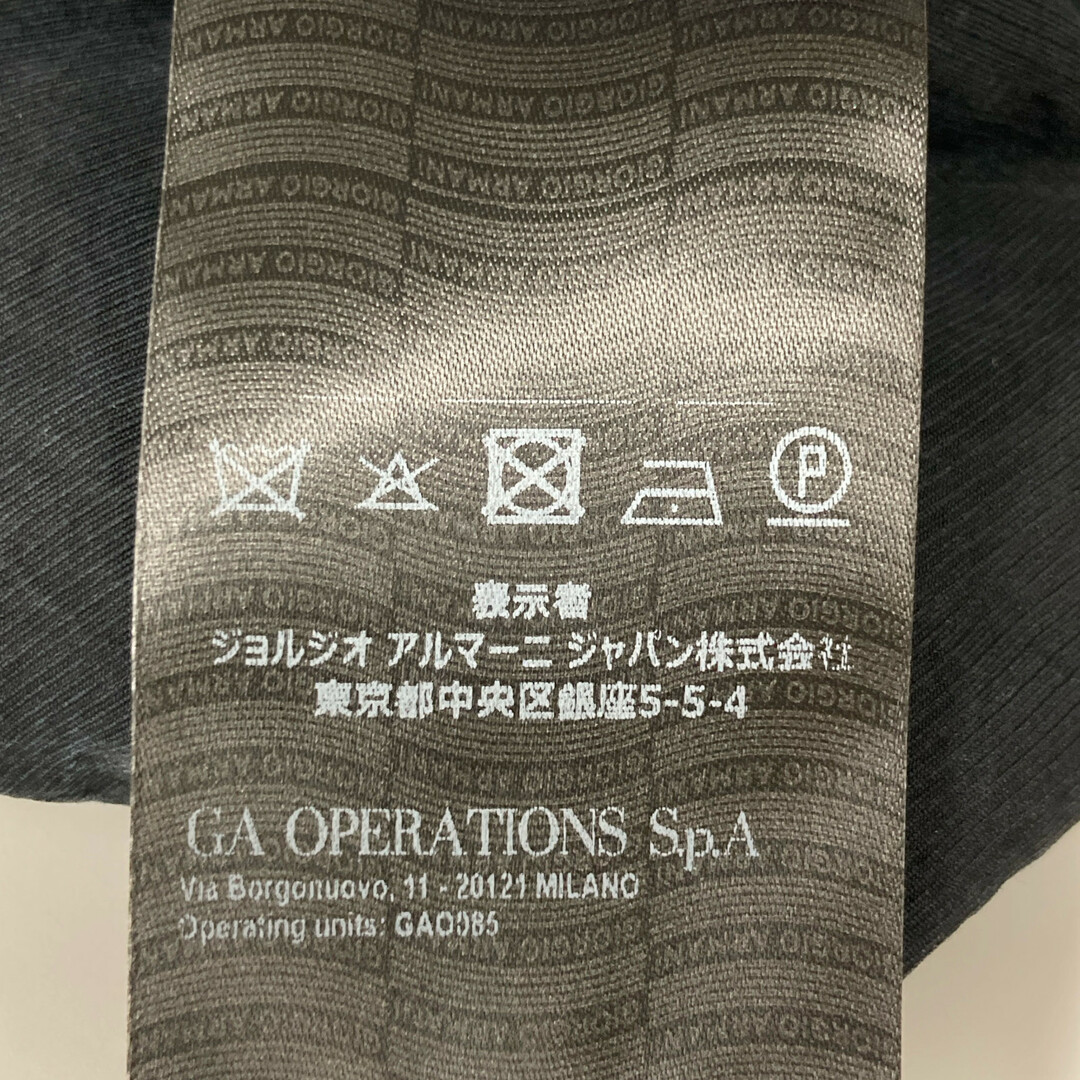 GIORGIO ARMANI
P
表示者
ジョルジオ アルマーニ ジャパン株式会社
東京都中央区銀座5-5-4
GA OPERATIONS S.p.A
Via Borgonuovo, 11 - 20121 MILANO
Operating units: GAO085